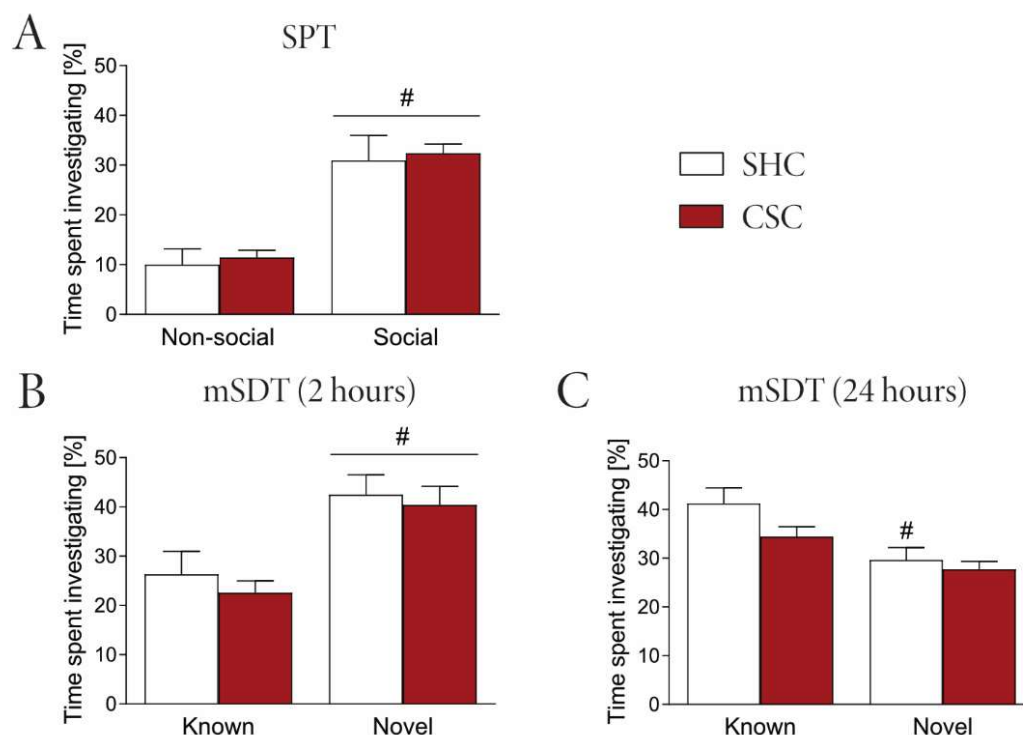 A
SPT
Time spent investigating [%]
50
40
30
20
10
0
#
Non-social
Social
SHC
CSC
B
mSDT (2 hours)
Time spent investigating [%]
50
40
30
20
10
0
#
Known
Novel
C
mSDT (24 hours)
Time spent investigating [%]
50
40
30
20
10
0
#
Known
Novel